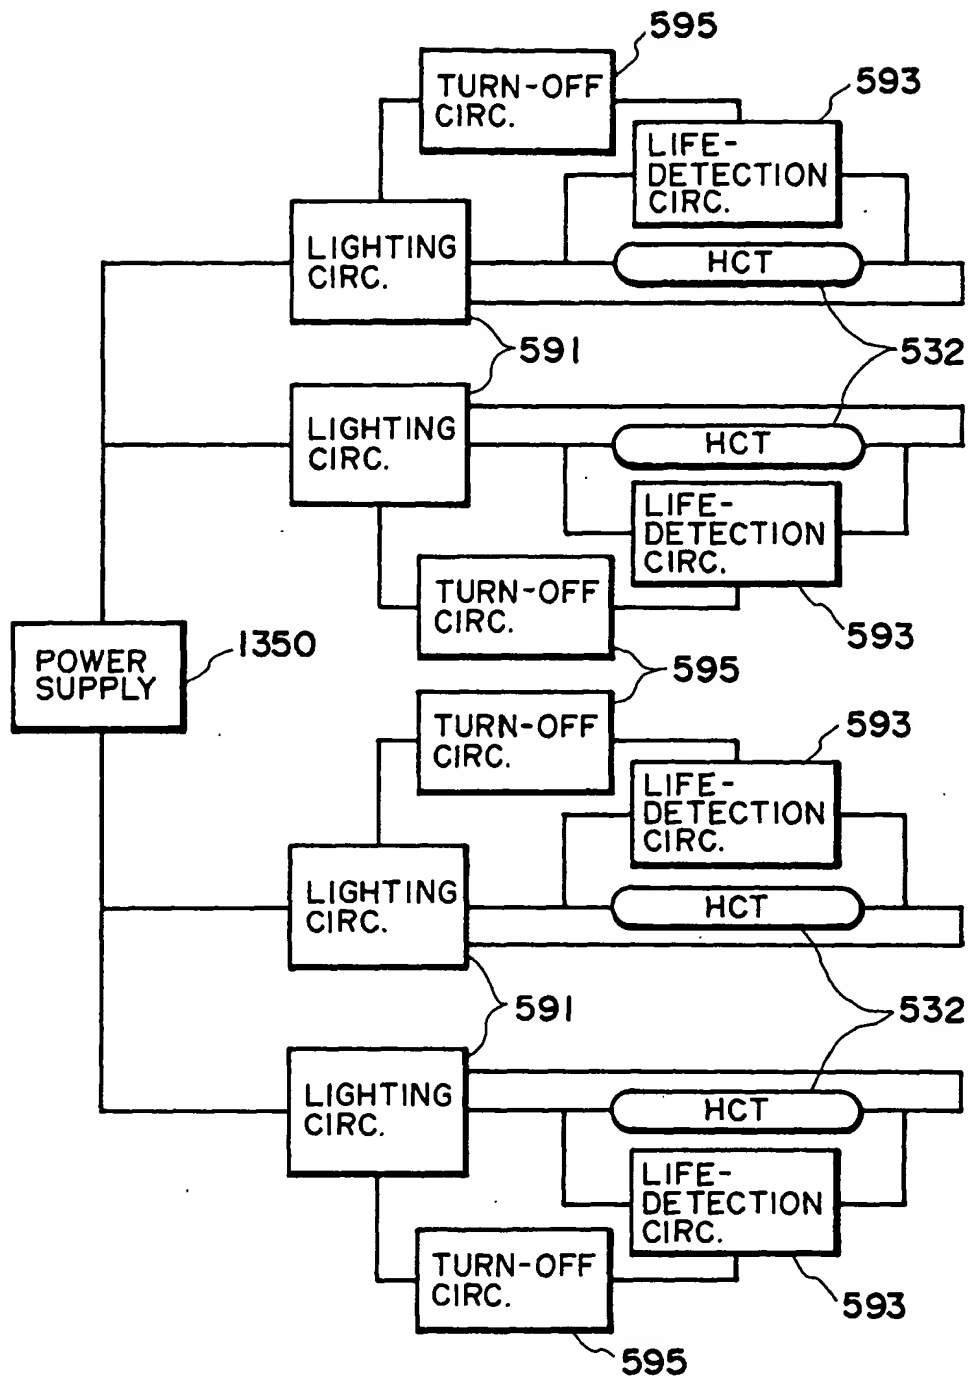 595
TURN-OFF
CIRC.
593
LIFE-
DETECTION
CIRC.
LIGHTING
CIRC.
HCT
591
532
LIGHTING
CIRC.
HCT
LIFE-
DETECTION
CIRC.
TURN-OFF
CIRC.
593
1350
POWER
SUPPLY
595
TURN-OFF
CIRC.
593
LIFE-
DETECTION
CIRC.
LIGHTING
CIRC.
HCT
591
532
LIGHTING
CIRC.
HCT
LIFE-
DETECTION
CIRC.
TURN-OFF
CIRC.
593
595